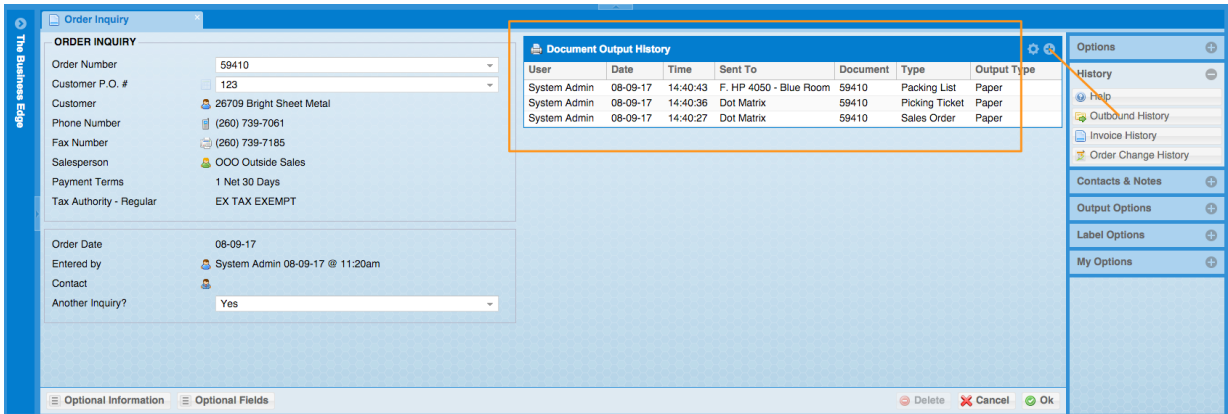 The Business Edge
Order Inquiry
ORDER INQUIRY
Order Number 59410
Customer P.O. # 123
Customer 26709 Bright Sheet Metal
Phone Number (260) 739-7061
Fax Number (260) 739-7185
Salesperson OOO Outside Sales
Payment Terms 1 Net 30 Days
Tax Authority - Regular EX TAX EXEMPT
Order Date 08-09-17
Entered by System Admin 08-09-17 @ 11:20am
Contact
Another Inquiry? Yes
Document Output History
User Date Time Sent To Document Type Output Type
System Admin 08-09-17 14:40:43 F. HP 4050 - Blue Room 59410 Packing List Paper
System Admin 08-09-17 14:40:36 Dot Matrix 59410 Picking Ticket Paper
System Admin 08-09-17 14:40:27 Dot Matrix 59410 Sales Order Paper
Options
History
Help
Outbound History
Invoice History
Order Change History
Contacts & Notes
Output Options
Label Options
My Options
Optional Information Optional Fields Delete Cancel Ok